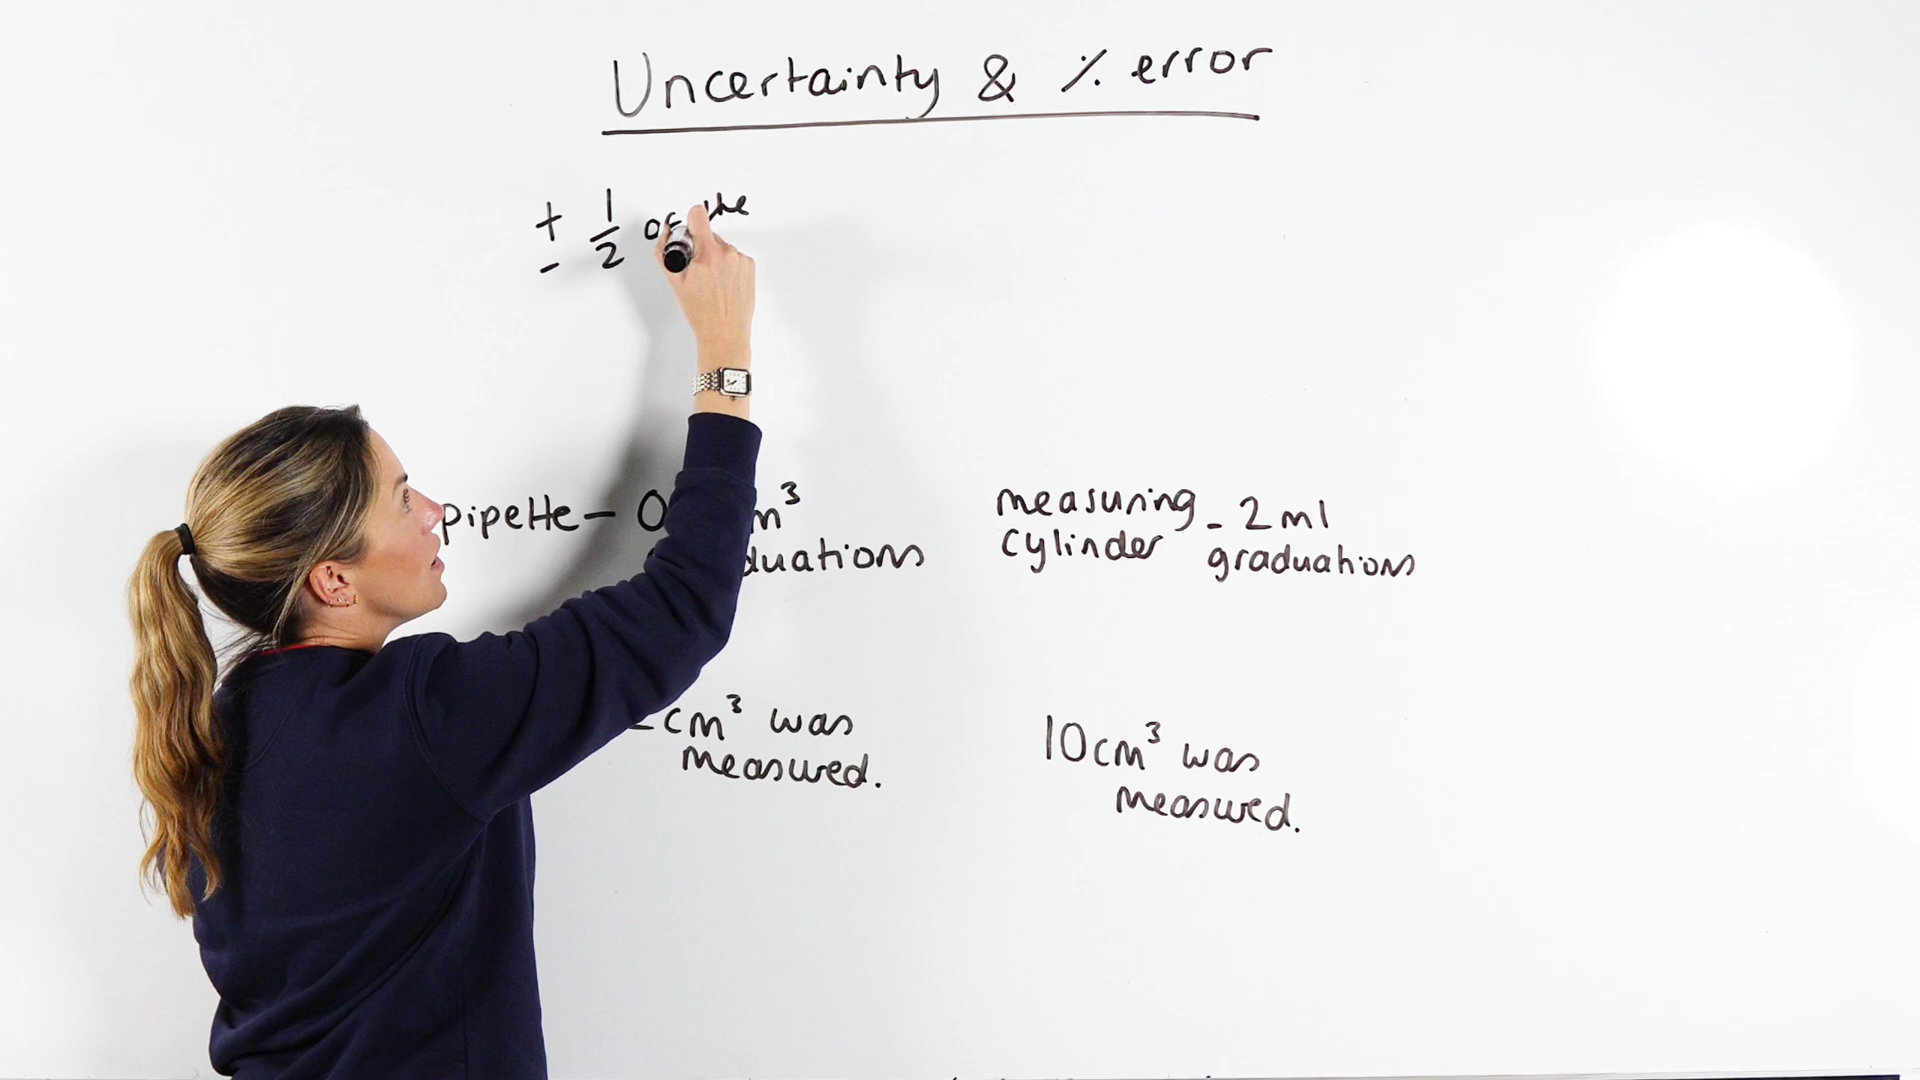 Uncertainty & % error
± 1/2 of the
pipette – 0 m³
measuring - 2 ml
duations
cylinder graduations
cm³ was
measured.
10cm³ was
measured.